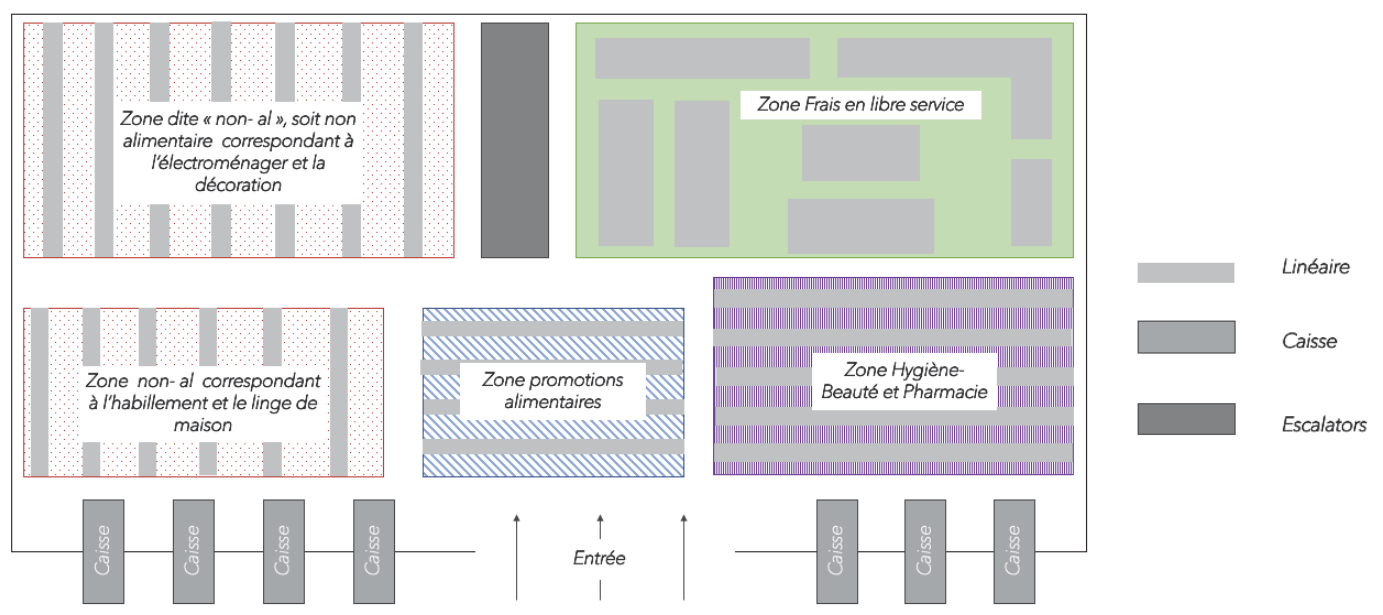 Zone dite « non- al », soit non
alimentaire correspondant à
l'électroménager et la
décoration
Zone Frais en libre service
Linéaire
Caisse
Escalators
Zone non- al correspondant
à l'habillement et le linge de
maison
Zone promotions
alimentaires
Zone Hygiène-
Beauté et Pharmacie
Caisse
Caisse
Caisse
Caisse
Entrée
Caisse
Caisse
Caisse